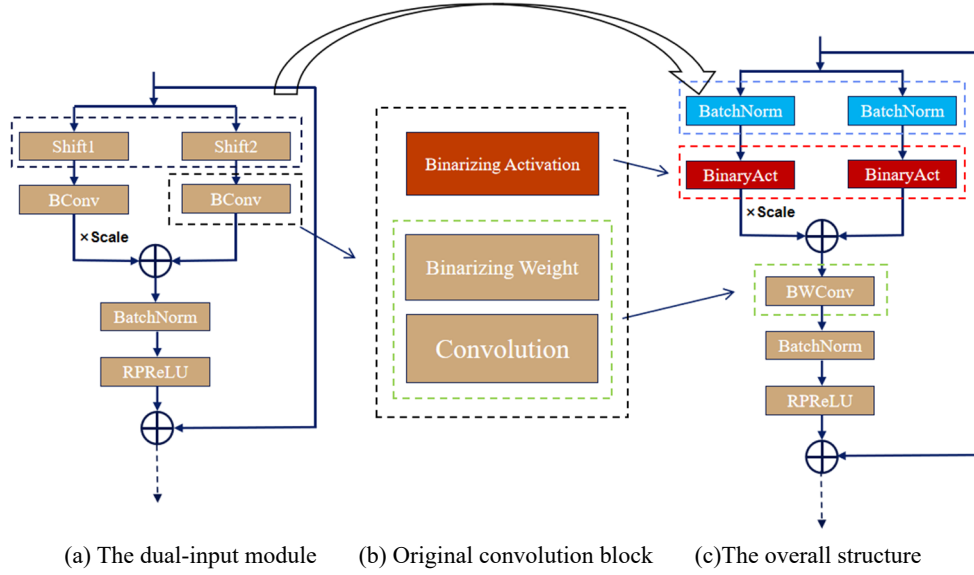 Shift1
Shift2
BConv
BConv
×Scale
BatchNorm
RPReLU
Binarizing Activation
Binarizing Weight
Convolution
BatchNorm
BatchNorm
BinaryAct
BinaryAct
×Scale
BWConv
BatchNorm
RPReLU
(a) The dual-input module
(b) Original convolution block
(c)The overall structure